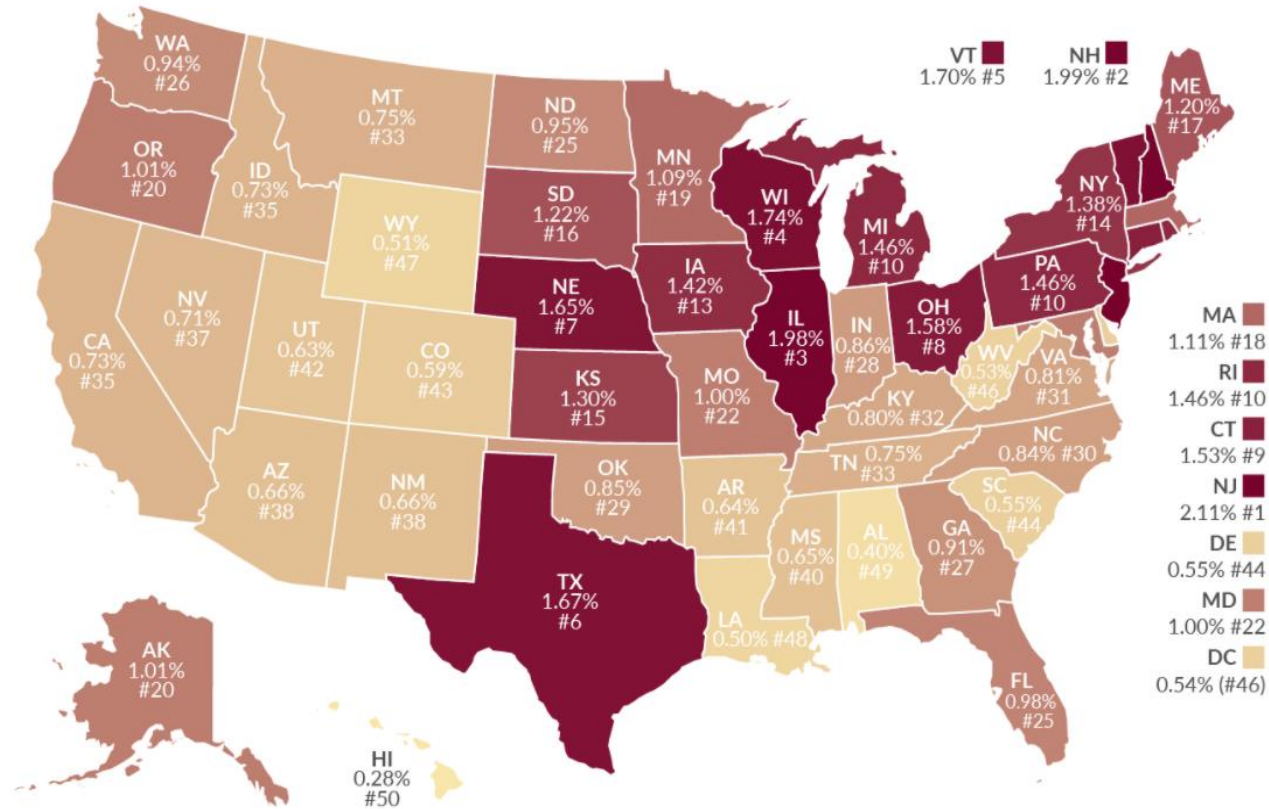 WA
0.94%
#26
OR
1.01%
#20
CA
0.73%
#35
NV
0.71%
#37
ID
0.73%
#35
MT
0.75%
#33
WY
0.51%
#47
UT
0.63%
#42
CO
0.59%
#43
AZ
0.66%
#38
NM
0.66%
#38
ND
0.95%
#25
SD
1.22%
#16
NE
1.65%
#7
KS
1.30%
#15
OK
0.85%
#29
TX
1.67%
#6
MN
1.09%
#19
IA
1.42%
#13
MO
1.00%
#22
AR
0.64%
#41
LA
0.50% #48
WI
1.74%
#4
IL
1.98%
#3
MI
1.46%
#10
IN
0.86%
#28
OH
1.58%
#8
KY
0.80% #32
TN 0.75%
#33
MS
0.65%
#40
AL
0.40%
#49
GA
0.91%
#27
FL
0.98%
#25
SC
0.55%
#44
NC
0.84% #30
VA
0.81%
#31
WV
0.53%
#46
PA
1.46%
#10
NY
1.38%
#14
ME
1.20%
#17
VT
1.70% #5
NH
1.99% #2
MA
1.11% #18
RI
1.46% #10
CT
1.53% #9
NJ
2.11% #1
DE
0.55% #44
MD
1.00% #22
DC
0.54% (#46)
AK
1.01%
#20
HI
0.28%
#50